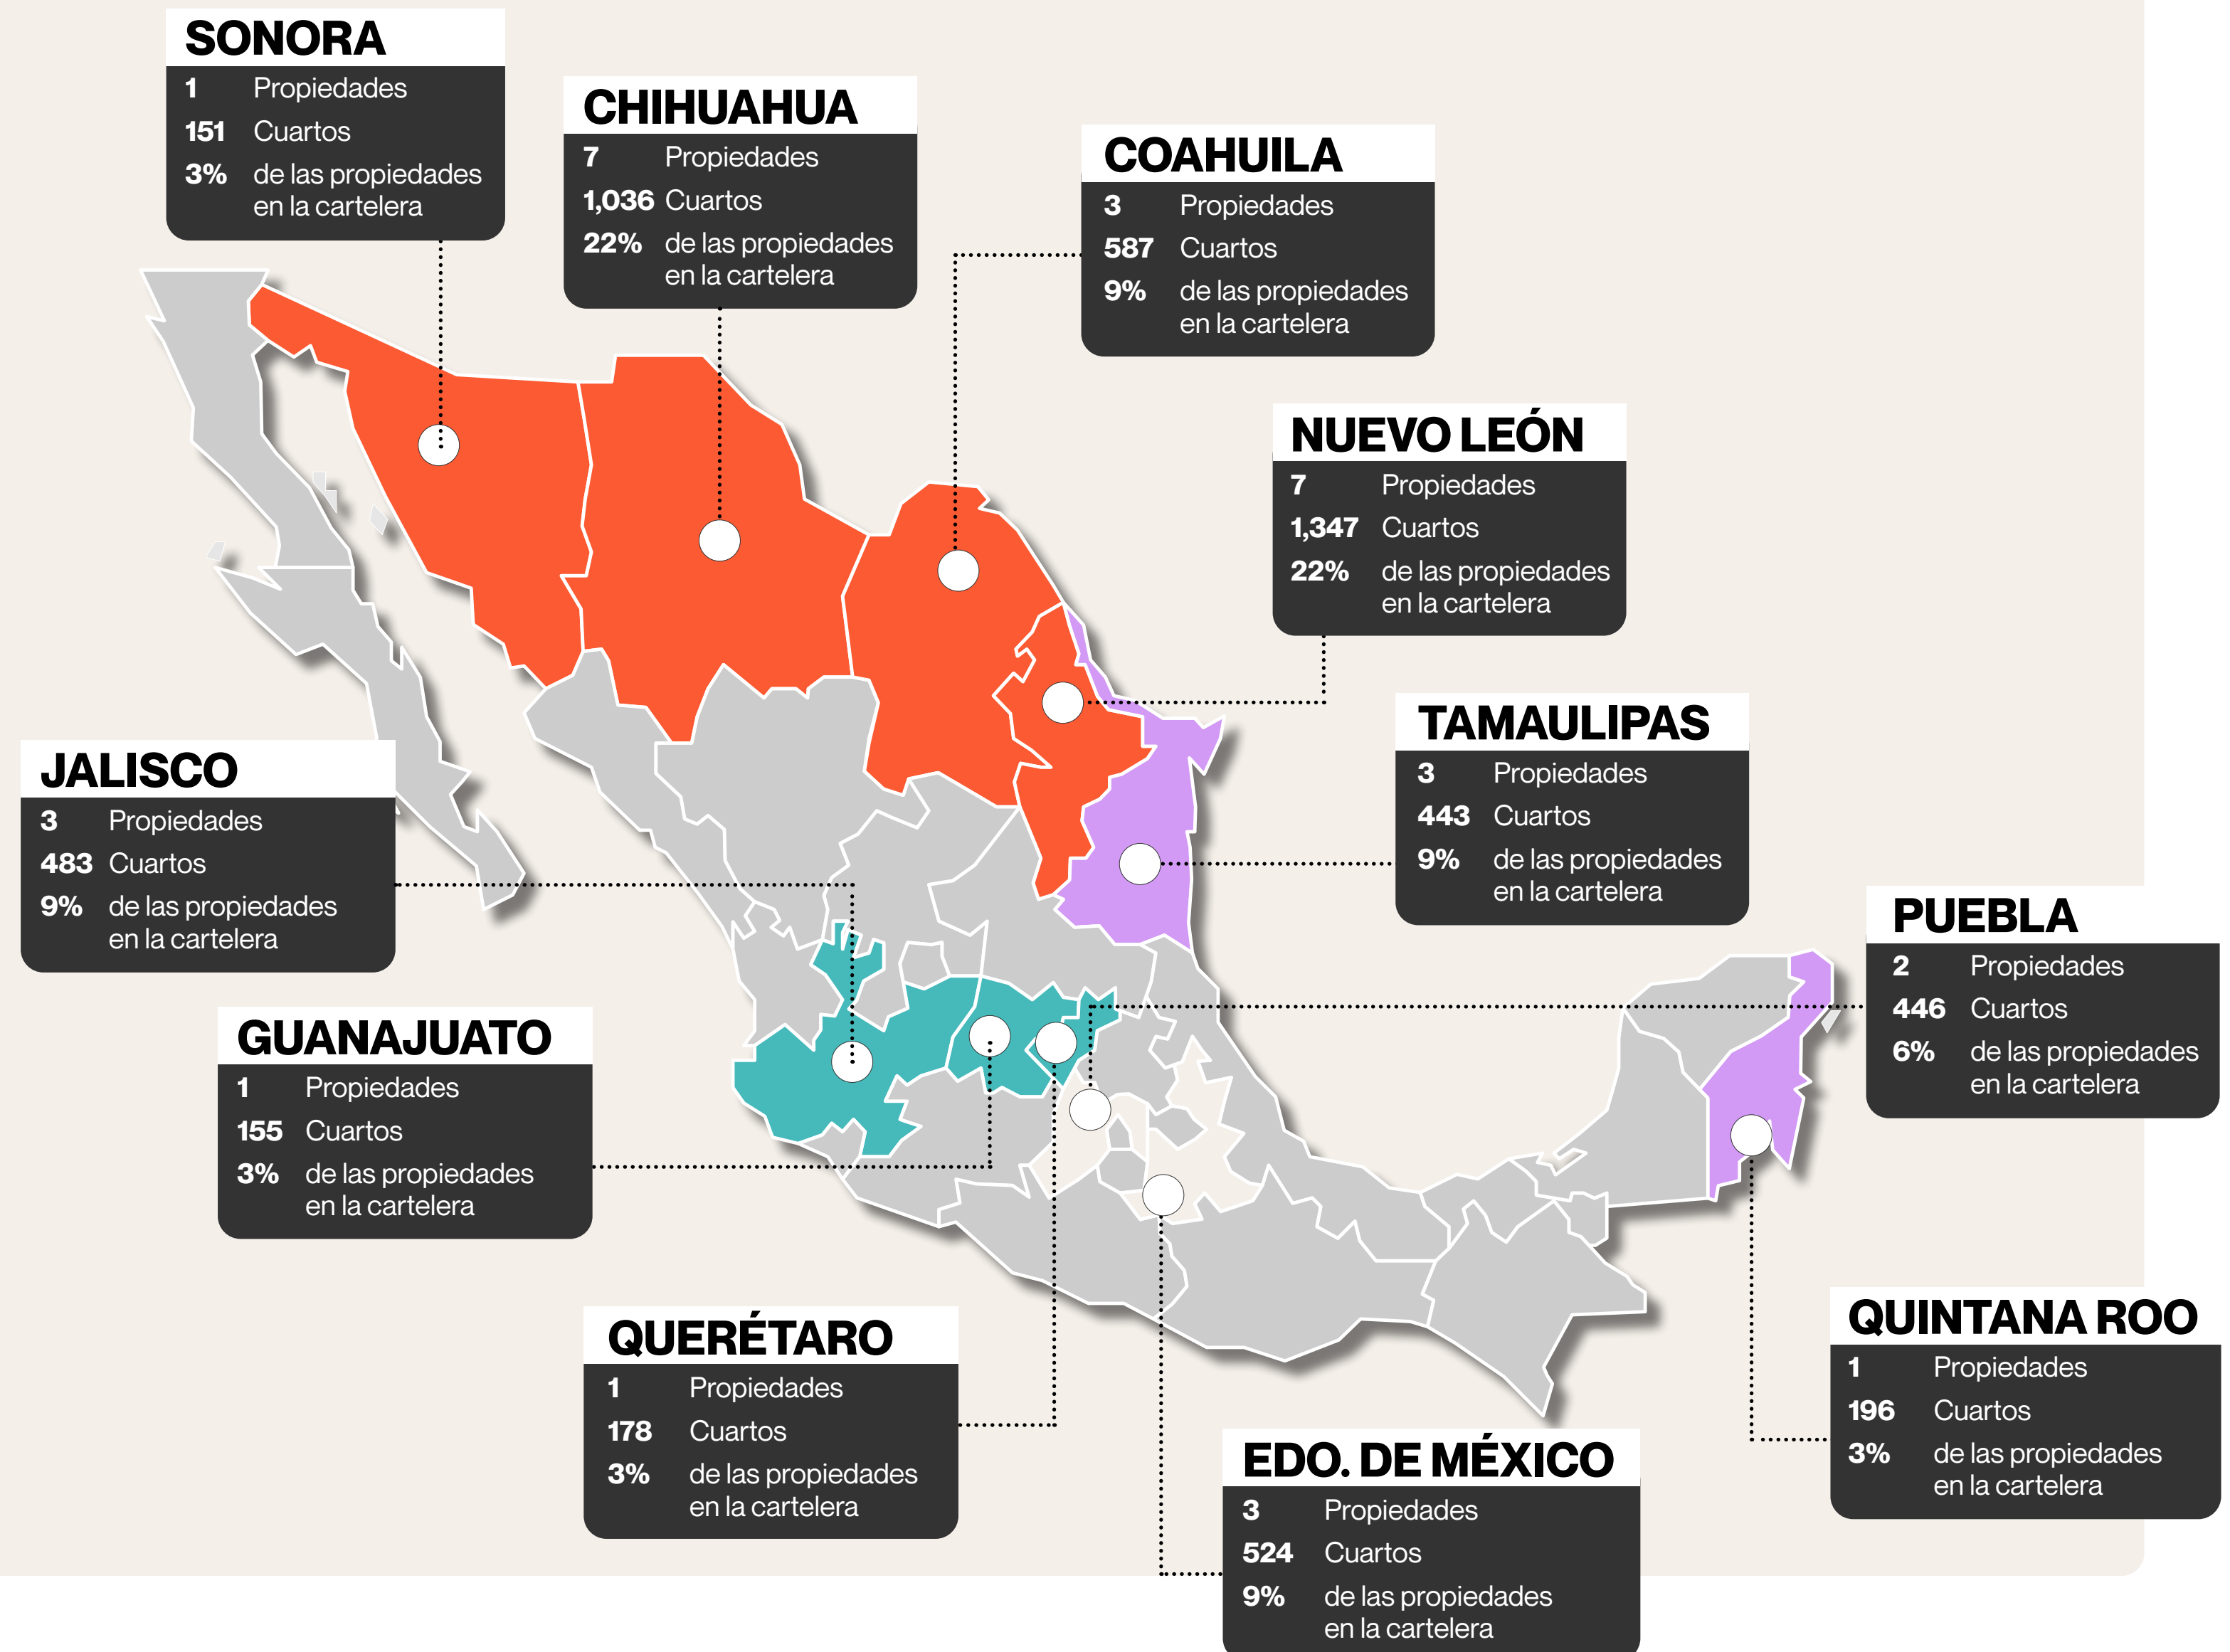 SONORA
1 Propiedades
151 Cuartos
3% de las propiedades
en la cartelera
CHIHUAHUA
7 Propiedades
1,036 Cuartos
22% de las propiedades
en la cartelera
COAHUILA
3 Propiedades
587 Cuartos
9% de las propiedades
en la cartelera
NUEVO LEÓN
7 Propiedades
1,347 Cuartos
22% de las propiedades
en la cartelera
TAMAULIPAS
3 Propiedades
443 Cuartos
9% de las propiedades
en la cartelera
JALISCO
3 Propiedades
483 Cuartos
9% de las propiedades
en la cartelera
PUEBLA
2 Propiedades
446 Cuartos
6% de las propiedades
en la cartelera
GUANAJUATO
1 Propiedades
155 Cuartos
3% de las propiedades
en la cartelera
QUERÉTARO
1 Propiedades
178 Cuartos
3% de las propiedades
en la cartelera
QUINTANA ROO
1 Propiedades
196 Cuartos
3% de las propiedades
en la cartelera
EDO. DE MÉXICO
3 Propiedades
524 Cuartos
9% de las propiedades
en la cartelera